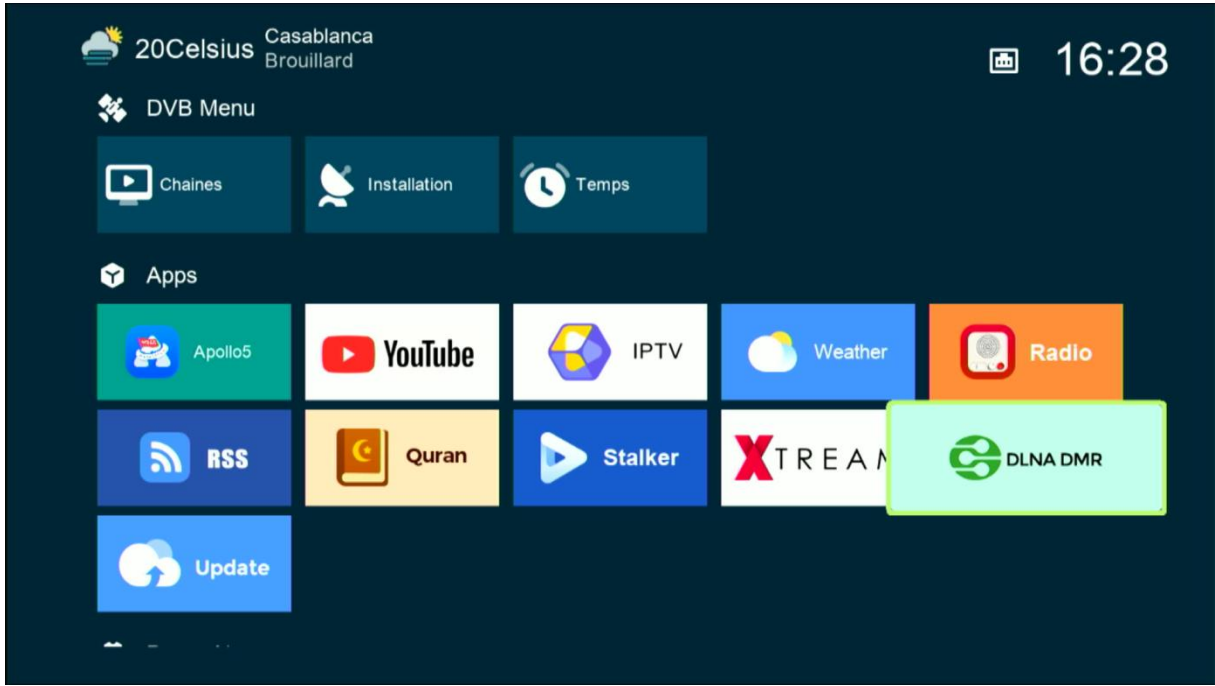 20Celsius
Casablanca
Brouillard
16:28
DVB Menu
Chaines
Installation
Temps
Apps
Apollo5
YouTube
IPTV
Weather
Radio
RSS
Quran
Stalker
XTREAM
DLNA DMR
Update